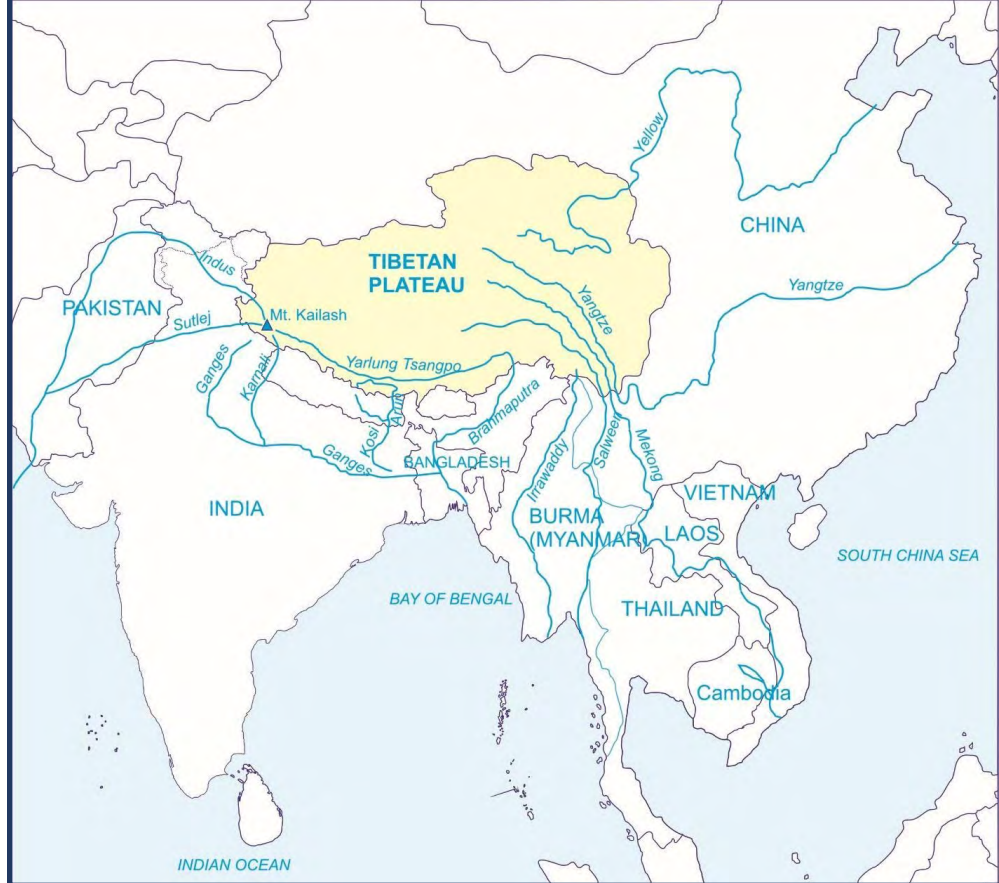 Yellow
CHINA
TIBETAN
PLATEAU
Indus
PAKISTAN
Mt. Kailash
Sutlej
Yangtze
Yangtze
Ganges
Karnali
Yarlung Tsangpo
Arun
Brahmaputra
Kosi
Ganges
BANGLADESH
Irrawaddy
Salween
Mekong
INDIA
VIETNAM
BURMA
(MYANMAR)
LAOS
SOUTH CHINA SEA
BAY OF BENGAL
THAILAND
Cambodia
INDIAN OCEAN